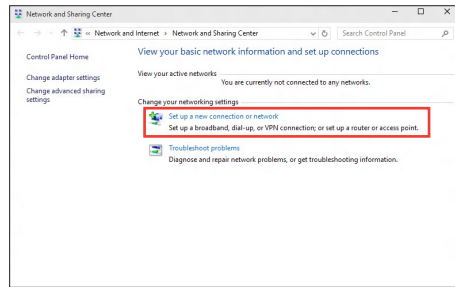 Network and Sharing Center
« Network and Internet › Network and Sharing Center
Search Control Panel
Control Panel Home
Change adapter settings
Change advanced sharing
settings
View your basic network information and set up connections
View your active networks
You are currently not connected to any networks.
Change your networking settings
Set up a new connection or network
Set up a broadband, dial-up, or VPN connection; or set up a router or access point.
Troubleshoot problems
Diagnose and repair network problems, or get troubleshooting information.